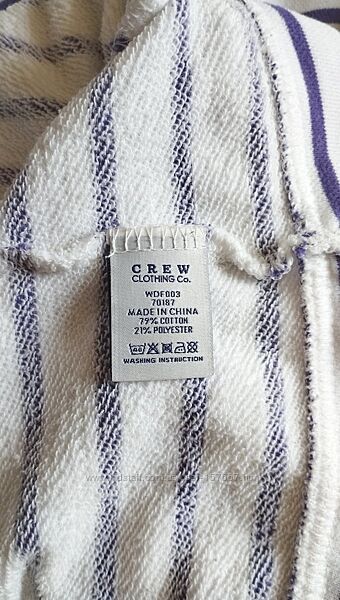 CREW
CLOTHING Co.
WDF003
70187
MADE IN CHINA
79% COTTON
21% POLYESTER
WASHING INSTRUCTION